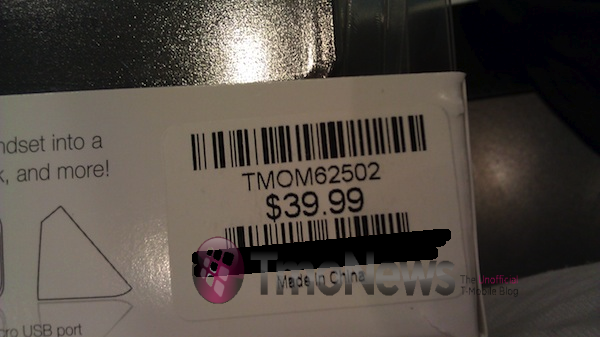 ndset into a
k, and more!
TMOM62502
$39.99
Made in China
TmoNews
The unofficial
T-Mobile Blog
cro USB port